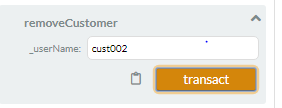 removeCustomer
_userName: cust002
transact